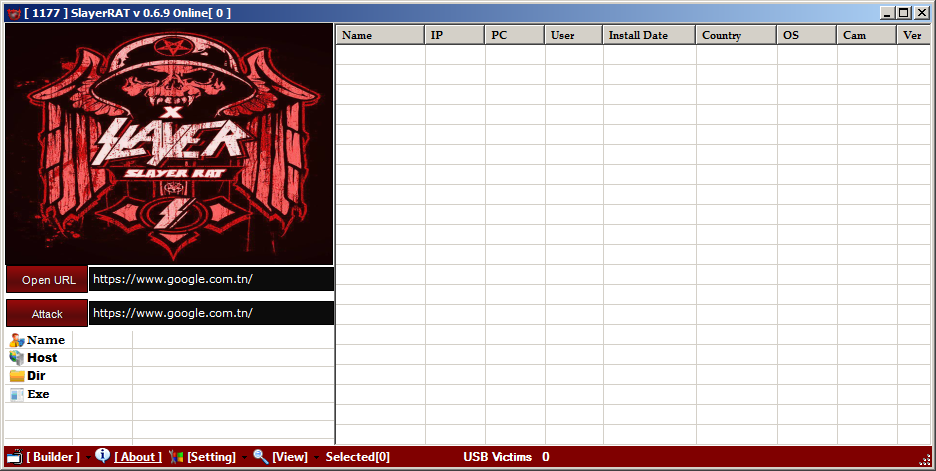 [ 1177 ] SlayerRAT v 0.6.9 Online[ 0 ]
Name IP PC User Install Date Country OS Cam Ver
X
SLAYER
SLAYER RAT
Open URL https://www.google.com.tn/
Attack https://www.google.com.tn/
Name
Host
Dir
Exe
[ Builder ] [ About ] [Setting] [View] Selected[0] USB Victims 0